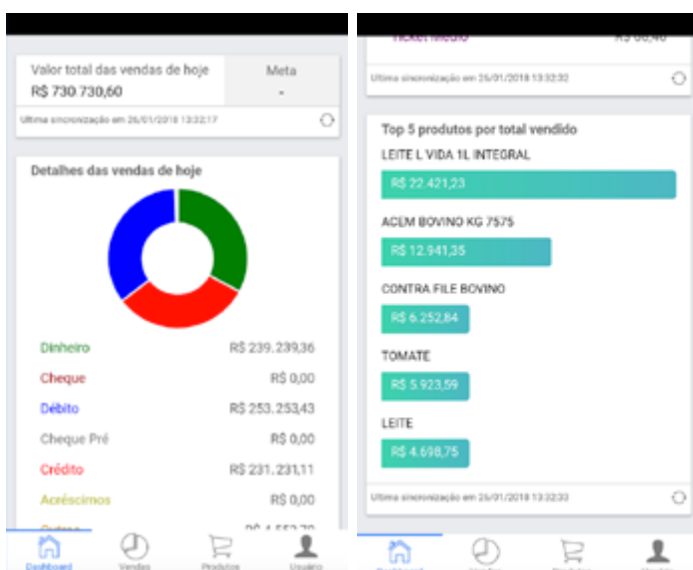 Valor total das vendas de hoje
Meta
R$ 730 730,60
-
Ultima sincronização em 26/01/2018 13:32:17
Detalhes das vendas de hoje
Dinheiro R$ 239.239,36
Cheque R$ 0,00
Débito R$ 253.253,43
Cheque Pré R$ 0,00
Crédito R$ 231.231,11
Acréscimos R$ 0,00
Dashboard Vendas Produtos Usuário
Ticket Médio
Ultima sincronização em 26/01/2018 13:32:32
Top 5 produtos por total vendido
LEITE L VIDA 1L INTEGRAL
R$ 22.421,23
ACEM BOVINO KG 7575
R$ 12.941,35
CONTRA FILE BOVINO
R$ 6.252,84
TOMATE
R$ 5.923,59
LEITE
R$ 4.698,75
Ultima sincronização em 26/01/2018 13:32:33